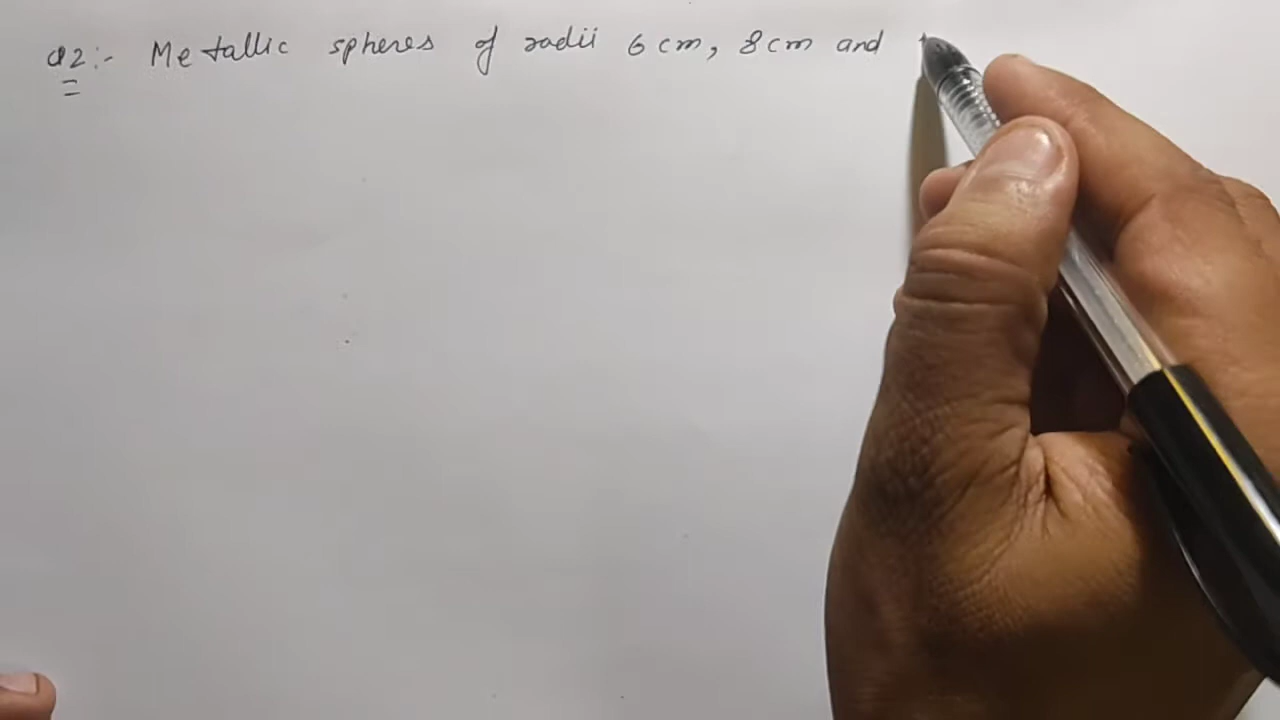 Q2:- Metallic spheres of radii 6 cm, 8 cm and